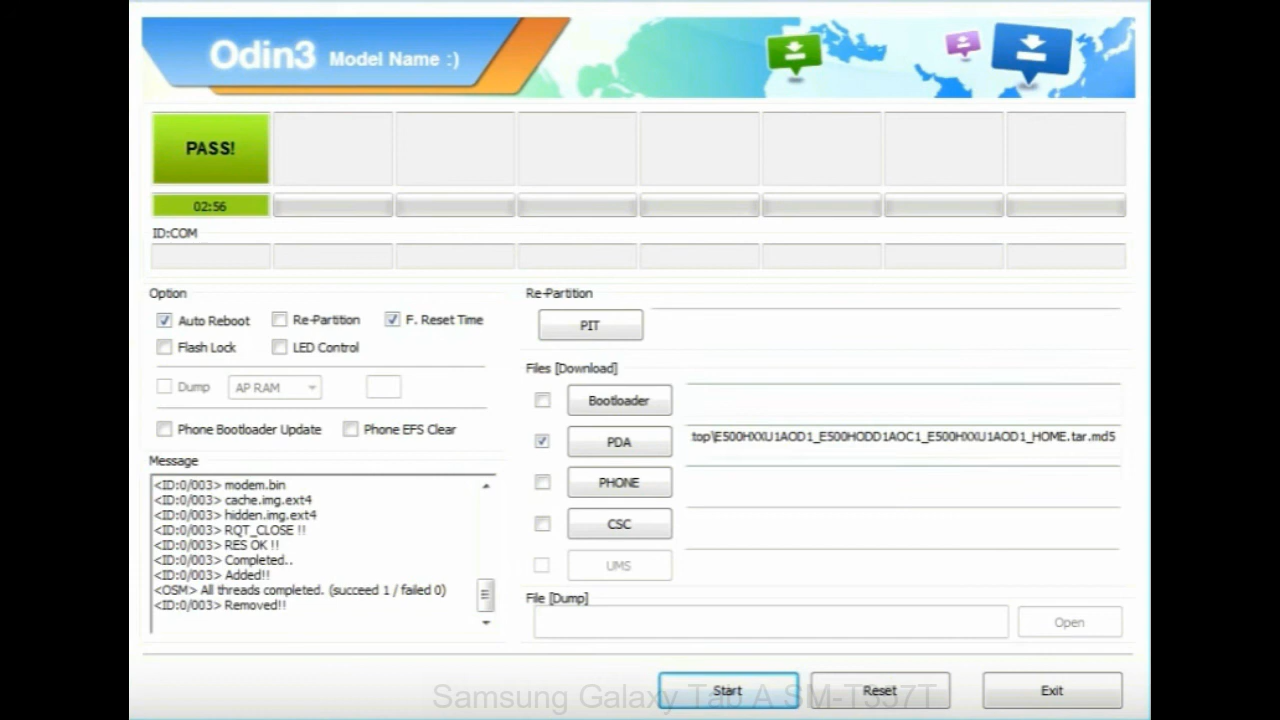 Odin3 Model Name :)
PASS!
02:56
ID:COM
Option
Auto Reboot Re-Partition F. Reset Time
Flash Lock LED Control
Dump AP RAM
Phone Bootloader Update Phone EFS Clear
Message
<ID:0/003> modem.bin
<ID:0/003> cache.img.ext4
<ID:0/003> hidden.img.ext4
<ID:0/003> RQT_CLOSE !!
<ID:0/003> RES OK !!
<ID:0/003> Completed..
<ID:0/003> Added!!
<OSM> All threads completed. (succeed 1 / failed 0)
<ID:0/003> Removed!!
Re-Partition
PIT
Files [Download]
Bootloader
PDA top\E500HXXU1AOD1_E500HODD1AOC1_E500HXXU1AOD1_HOME.tar.md5
PHONE
CSC
UMS
File [Dump]
Open
Start Reset Exit
Samsung Galaxy Tab A SM-T357T